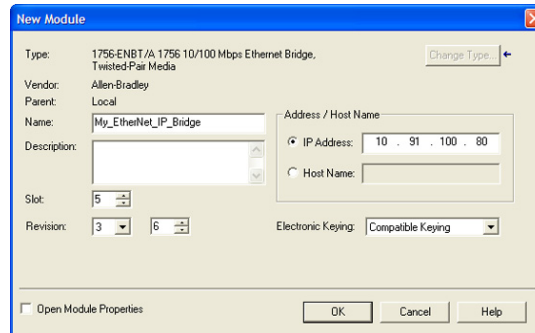 New Module
Type: 1756-ENBT/A 1756 10/100 Mbps Ethernet Bridge,
Twisted-Pair Media
Change Type...
Vendor: Allen-Bradley
Parent: Local
Name: My_EtherNet_IP_Bridge
Address / Host Name
IP Address: 10 . 91 . 100 . 80
Description:
Host Name:
Slot: 5
Revision: 3 6
Electronic Keying: Compatible Keying
Open Module Properties
OK Cancel Help